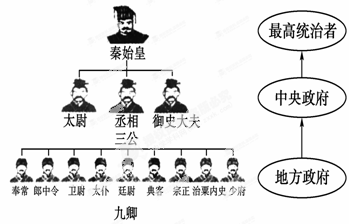 秦始皇
最高统治者
太尉 丞相 御史大夫
三公
中央政府
奉常 郎中令 卫尉 太仆 廷尉 典客 宗正 治粟内史 少府
九卿
地方政府